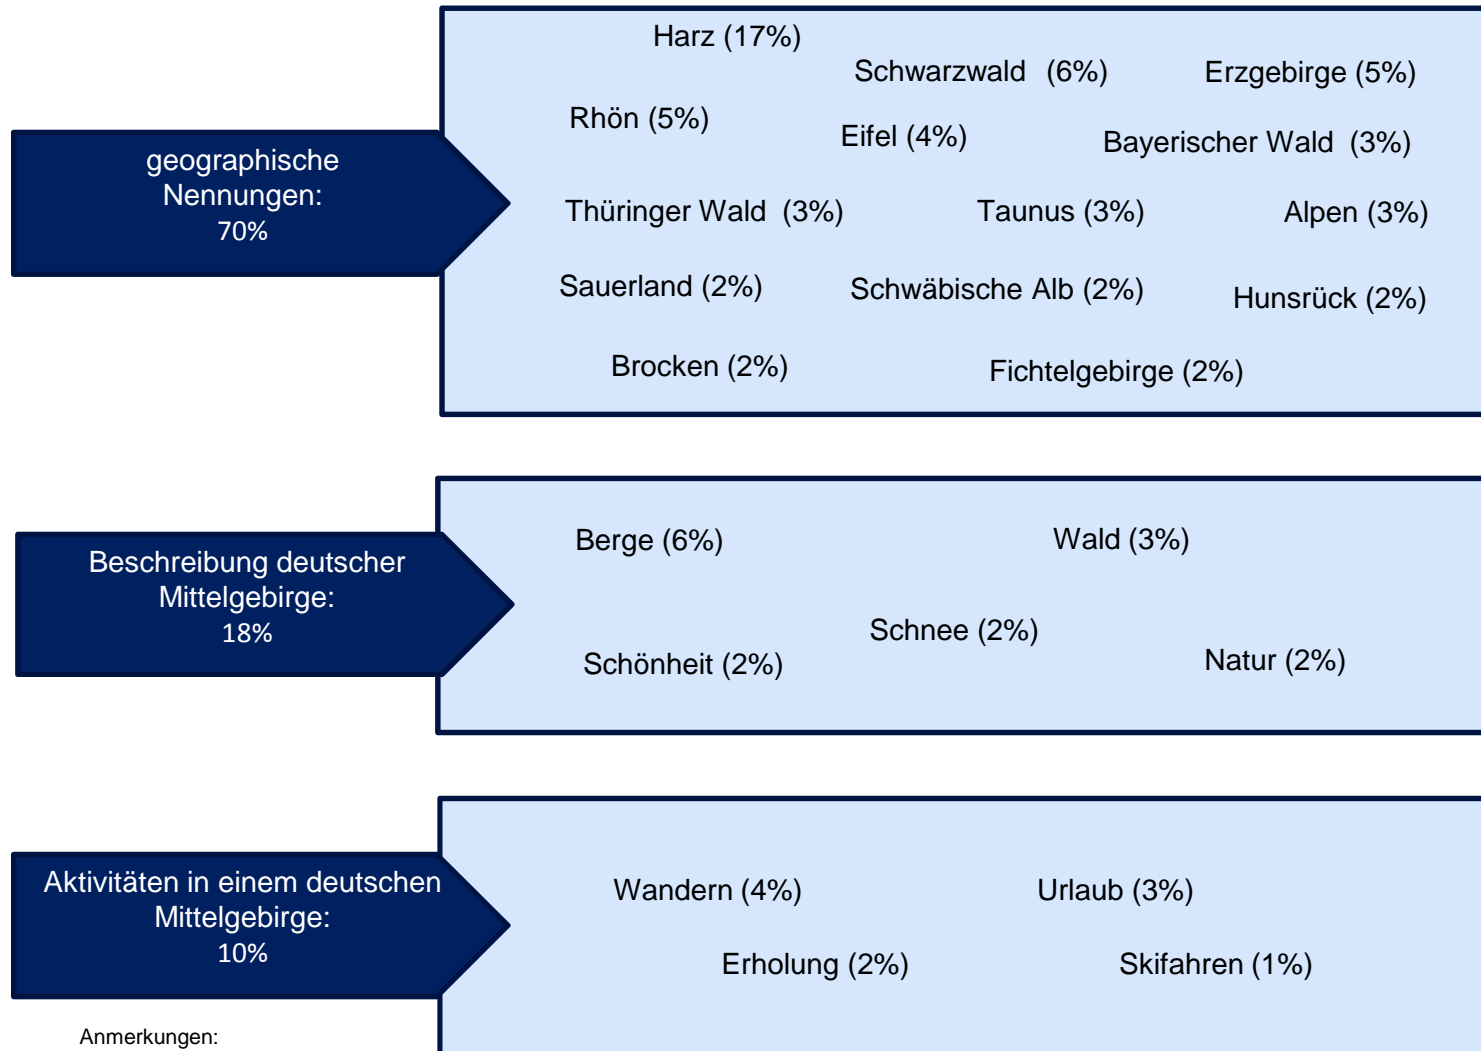 geographische
Nennungen:
70%
Harz (17%)
Schwarzwald (6%)
Erzgebirge (5%)
Rhön (5%)
Eifel (4%)
Bayerischer Wald (3%)
Thüringer Wald (3%)
Taunus (3%)
Alpen (3%)
Sauerland (2%)
Schwäbische Alb (2%)
Hunsrück (2%)
Brocken (2%)
Fichtelgebirge (2%)
Beschreibung deutscher
Mittelgebirge:
18%
Berge (6%)
Wald (3%)
Schnee (2%)
Schönheit (2%)
Natur (2%)
Aktivitäten in einem deutschen
Mittelgebirge:
10%
Wandern (4%)
Urlaub (3%)
Erholung (2%)
Skifahren (1%)
Anmerkungen: